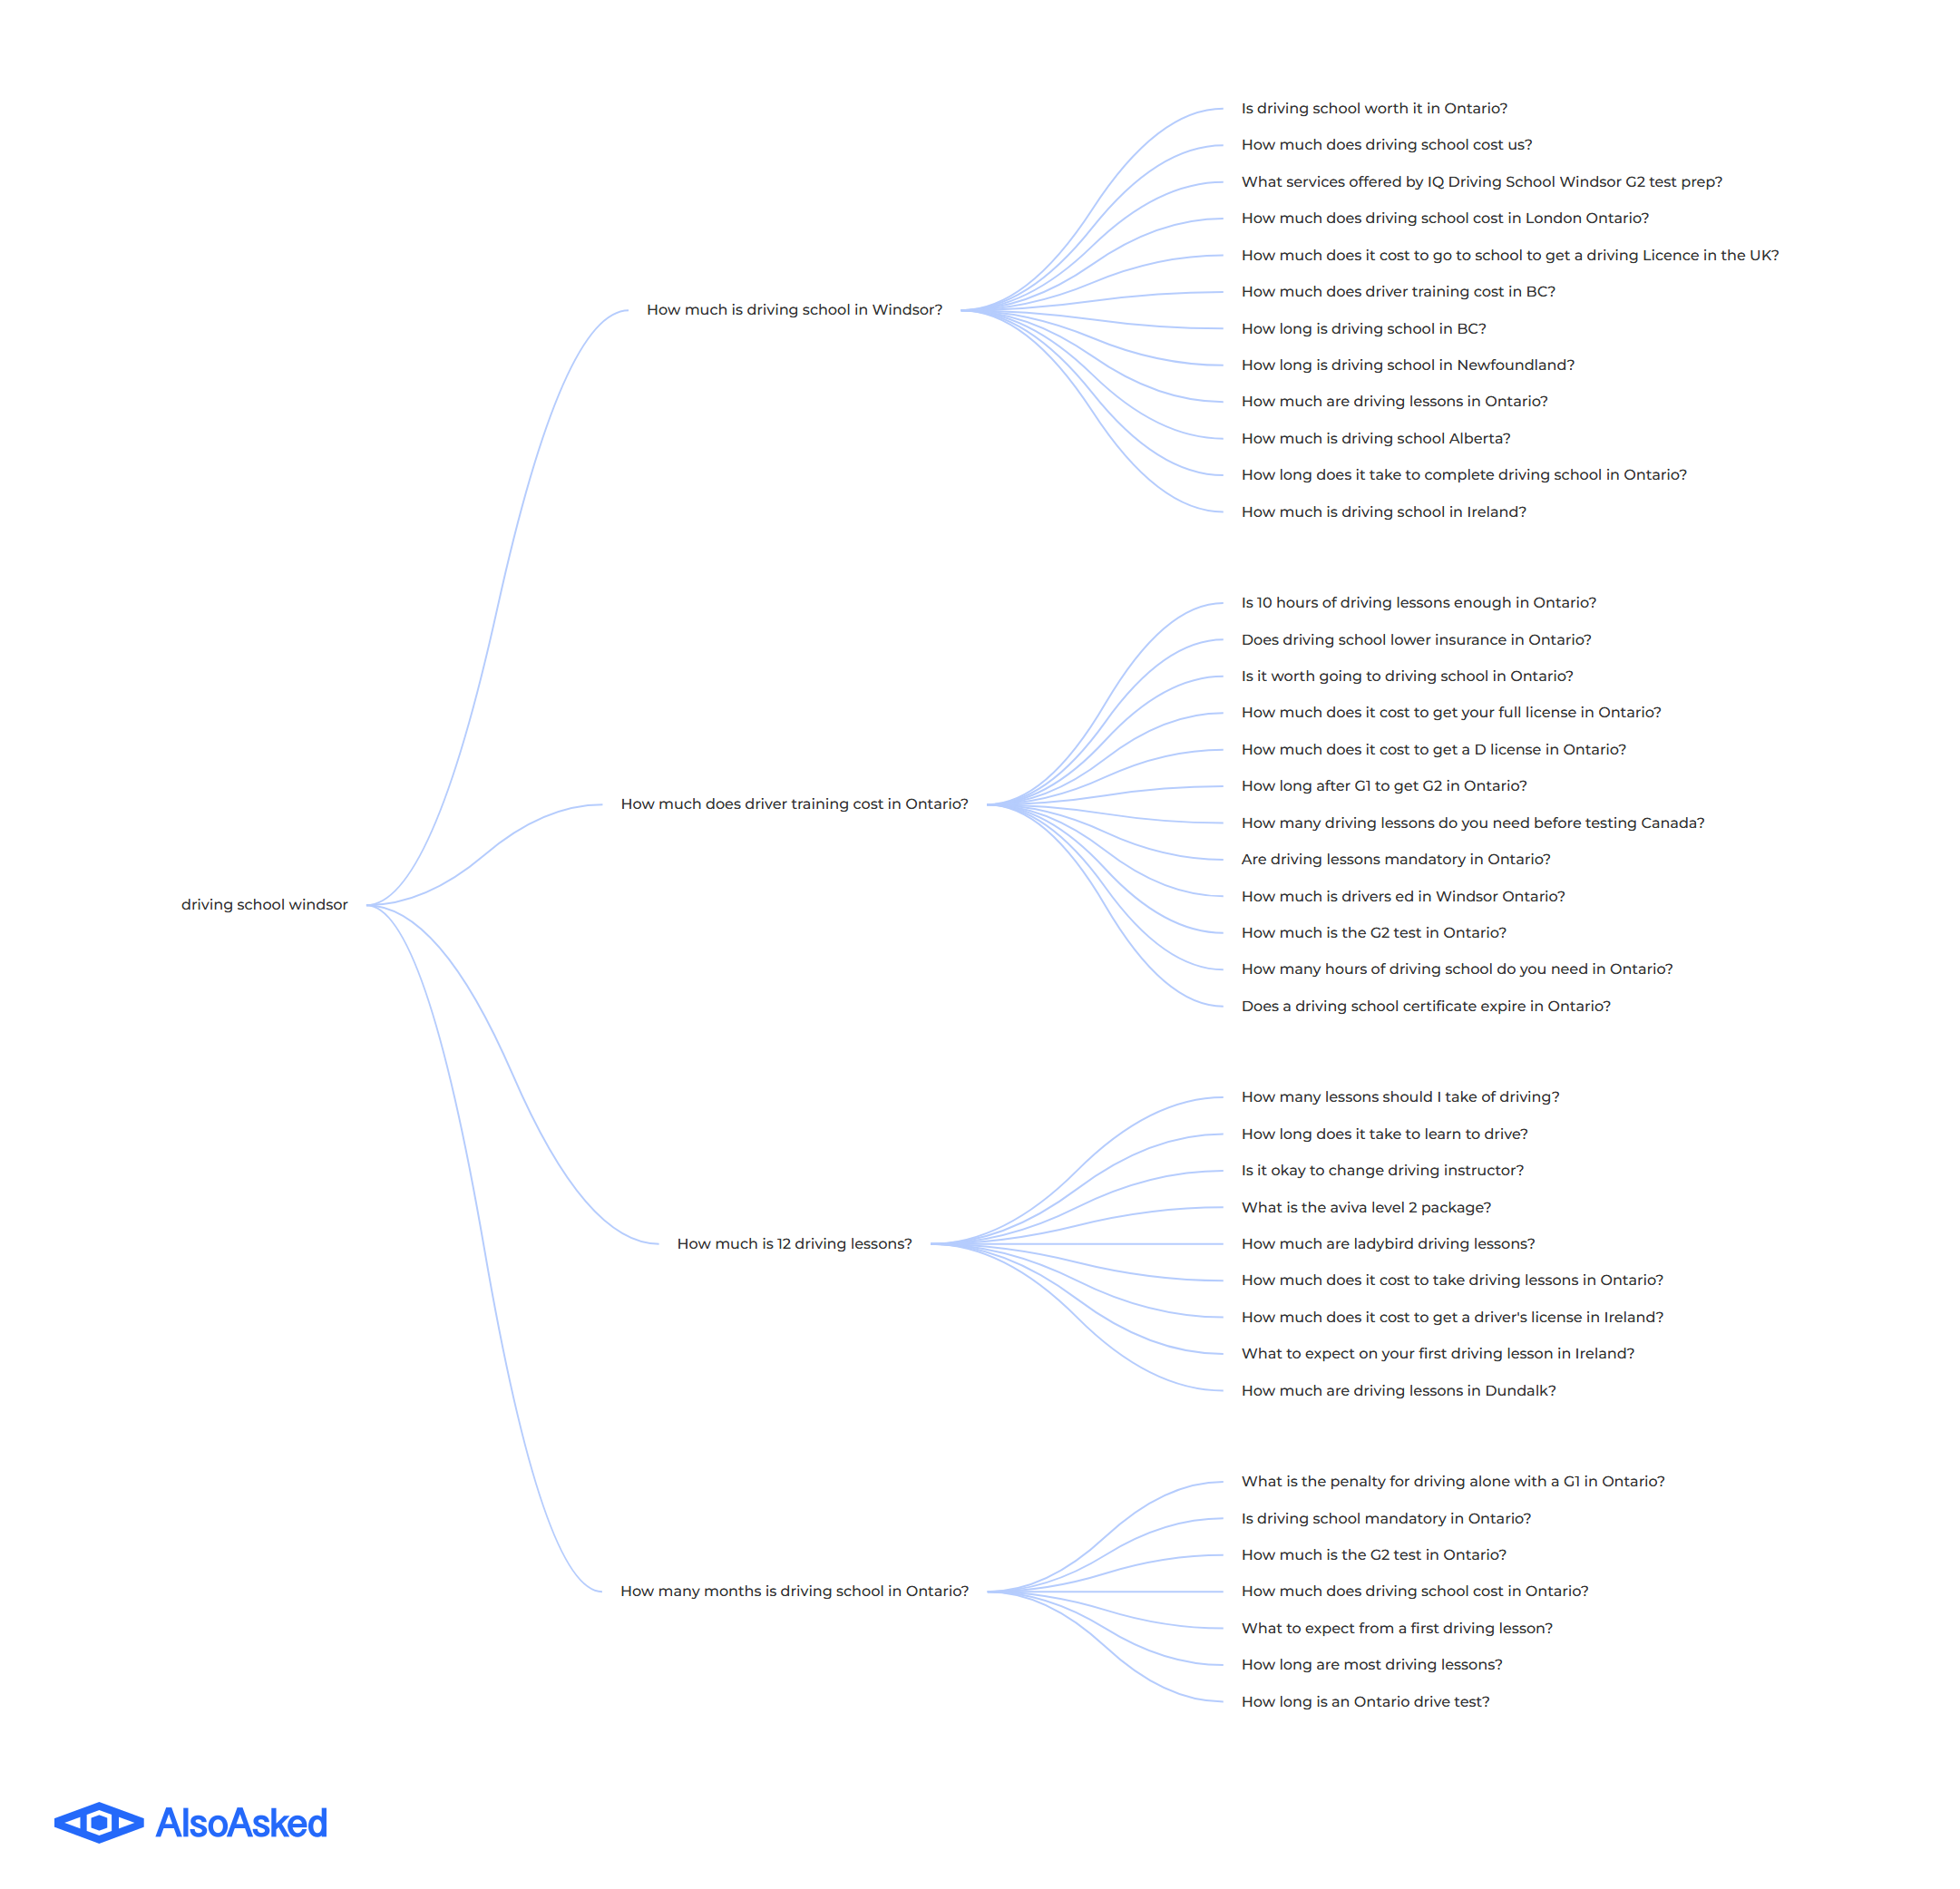 driving school windsor
How much is driving school in Windsor?
Is driving school worth it in Ontario?
How much does driving school cost us?
What services offered by IQ Driving School Windsor G2 test prep?
How much does driving school cost in London Ontario?
How much does it cost to go to school to get a driving Licence in the UK?
How much does driver training cost in BC?
How long is driving school in BC?
How long is driving school in Newfoundland?
How much are driving lessons in Ontario?
How much is driving school Alberta?
How long does it take to complete driving school in Ontario?
How much is driving school in Ireland?
How much does driver training cost in Ontario?
Is 10 hours of driving lessons enough in Ontario?
Does driving school lower insurance in Ontario?
Is it worth going to driving school in Ontario?
How much does it cost to get your full license in Ontario?
How much does it cost to get a D license in Ontario?
How long after G1 to get G2 in Ontario?
How many driving lessons do you need before testing Canada?
Are driving lessons mandatory in Ontario?
How much is drivers ed in Windsor Ontario?
How much is the G2 test in Ontario?
How many hours of driving school do you need in Ontario?
Does a driving school certificate expire in Ontario?
How much is 12 driving lessons?
How many lessons should I take of driving?
How long does it take to learn to drive?
Is it okay to change driving instructor?
What is the aviva level 2 package?
How much are ladybird driving lessons?
How much does it cost to take driving lessons in Ontario?
How much does it cost to get a driver's license in Ireland?
What to expect on your first driving lesson in Ireland?
How much are driving lessons in Dundalk?
How many months is driving school in Ontario?
What is the penalty for driving alone with a G1 in Ontario?
Is driving school mandatory in Ontario?
How much is the G2 test in Ontario?
How much does driving school cost in Ontario?
What to expect from a first driving lesson?
How long are most driving lessons?
How long is an Ontario drive test?
AlsoAsked